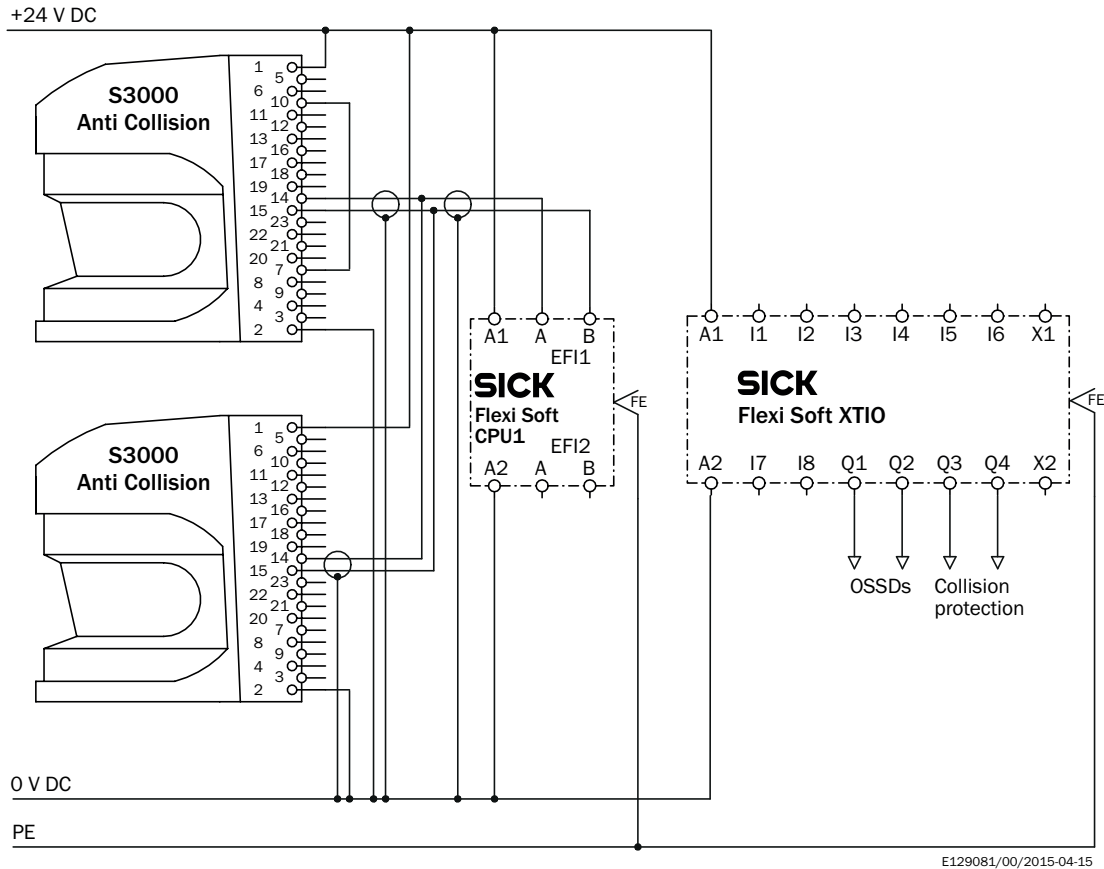 +24 V DC
S3000
Anti Collision
1
5
6
10
11
12
13
16
17
18
19
14
15
23
22
21
20
7
8
9
4
3
2
A1 A B
EFI1
SICK
Flexi Soft
CPU1
EFI2
A2 A B
FE
A1 I1 I2 I3 I4 I5 I6 X1
SICK
Flexi Soft XTIO
A2 I7 I8 Q1 Q2 Q3 Q4 X2
FE
OSSDs
Collision
protection
S3000
Anti Collision
1
5
6
10
11
12
13
16
17
18
19
14
15
23
22
21
20
7
8
9
4
3
2
0 V DC
PE
E129081/00/2015-04-15